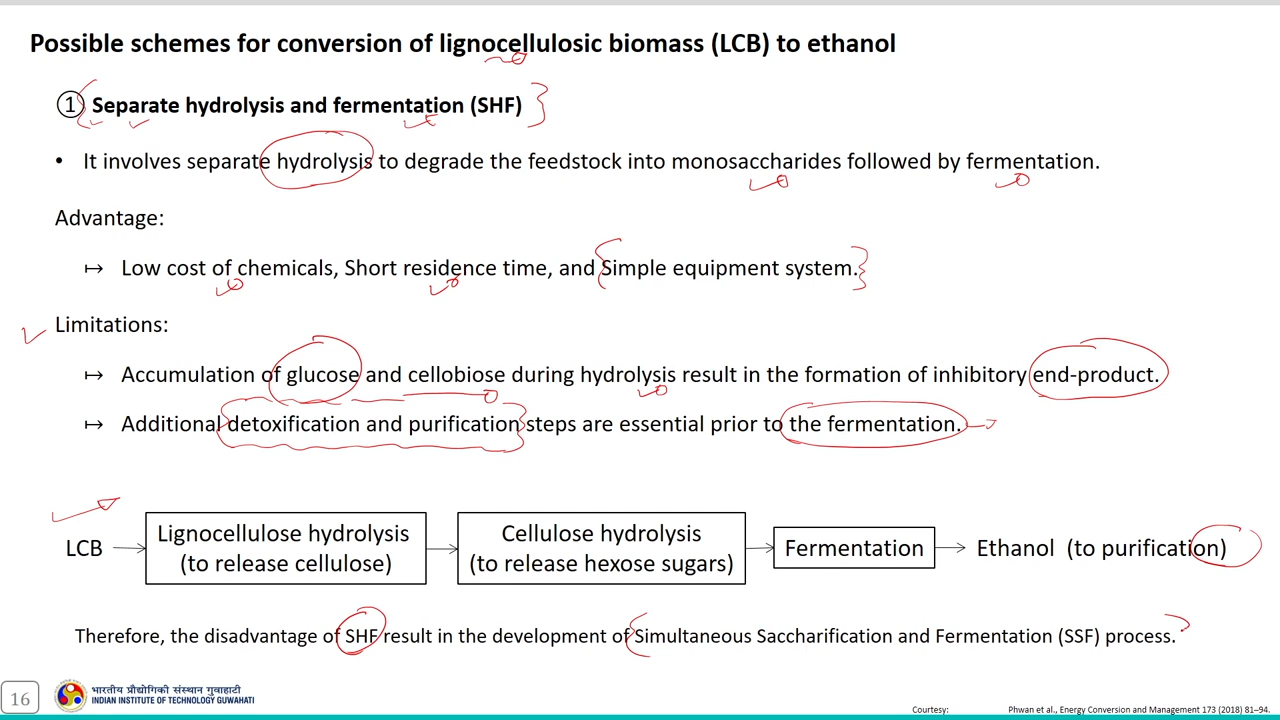 Possible schemes for conversion of lignocellulosic biomass (LCB) to ethanol
① Separate hydrolysis and fermentation (SHF)
• It involves separate hydrolysis to degrade the feedstock into monosaccharides followed by fermentation.
Advantage:
↦ Low cost of chemicals, Short residence time, and Simple equipment system.
Limitations:
↦ Accumulation of glucose and cellobiose during hydrolysis result in the formation of inhibitory end-product.
↦ Additional detoxification and purification steps are essential prior to the fermentation.
LCB
Lignocellulose hydrolysis
(to release cellulose)
Cellulose hydrolysis
(to release hexose sugars)
Fermentation
Ethanol (to purification)
Therefore, the disadvantage of SHF result in the development of Simultaneous Saccharification and Fermentation (SSF) process.
16
भारतीय प्रौद्योगिकी संस्थान गुवाहाटी
INDIAN INSTITUTE OF TECHNOLOGY GUWAHATI
Courtesy: Phwan et al., Energy Conversion and Management 173 (2018) 81–94.